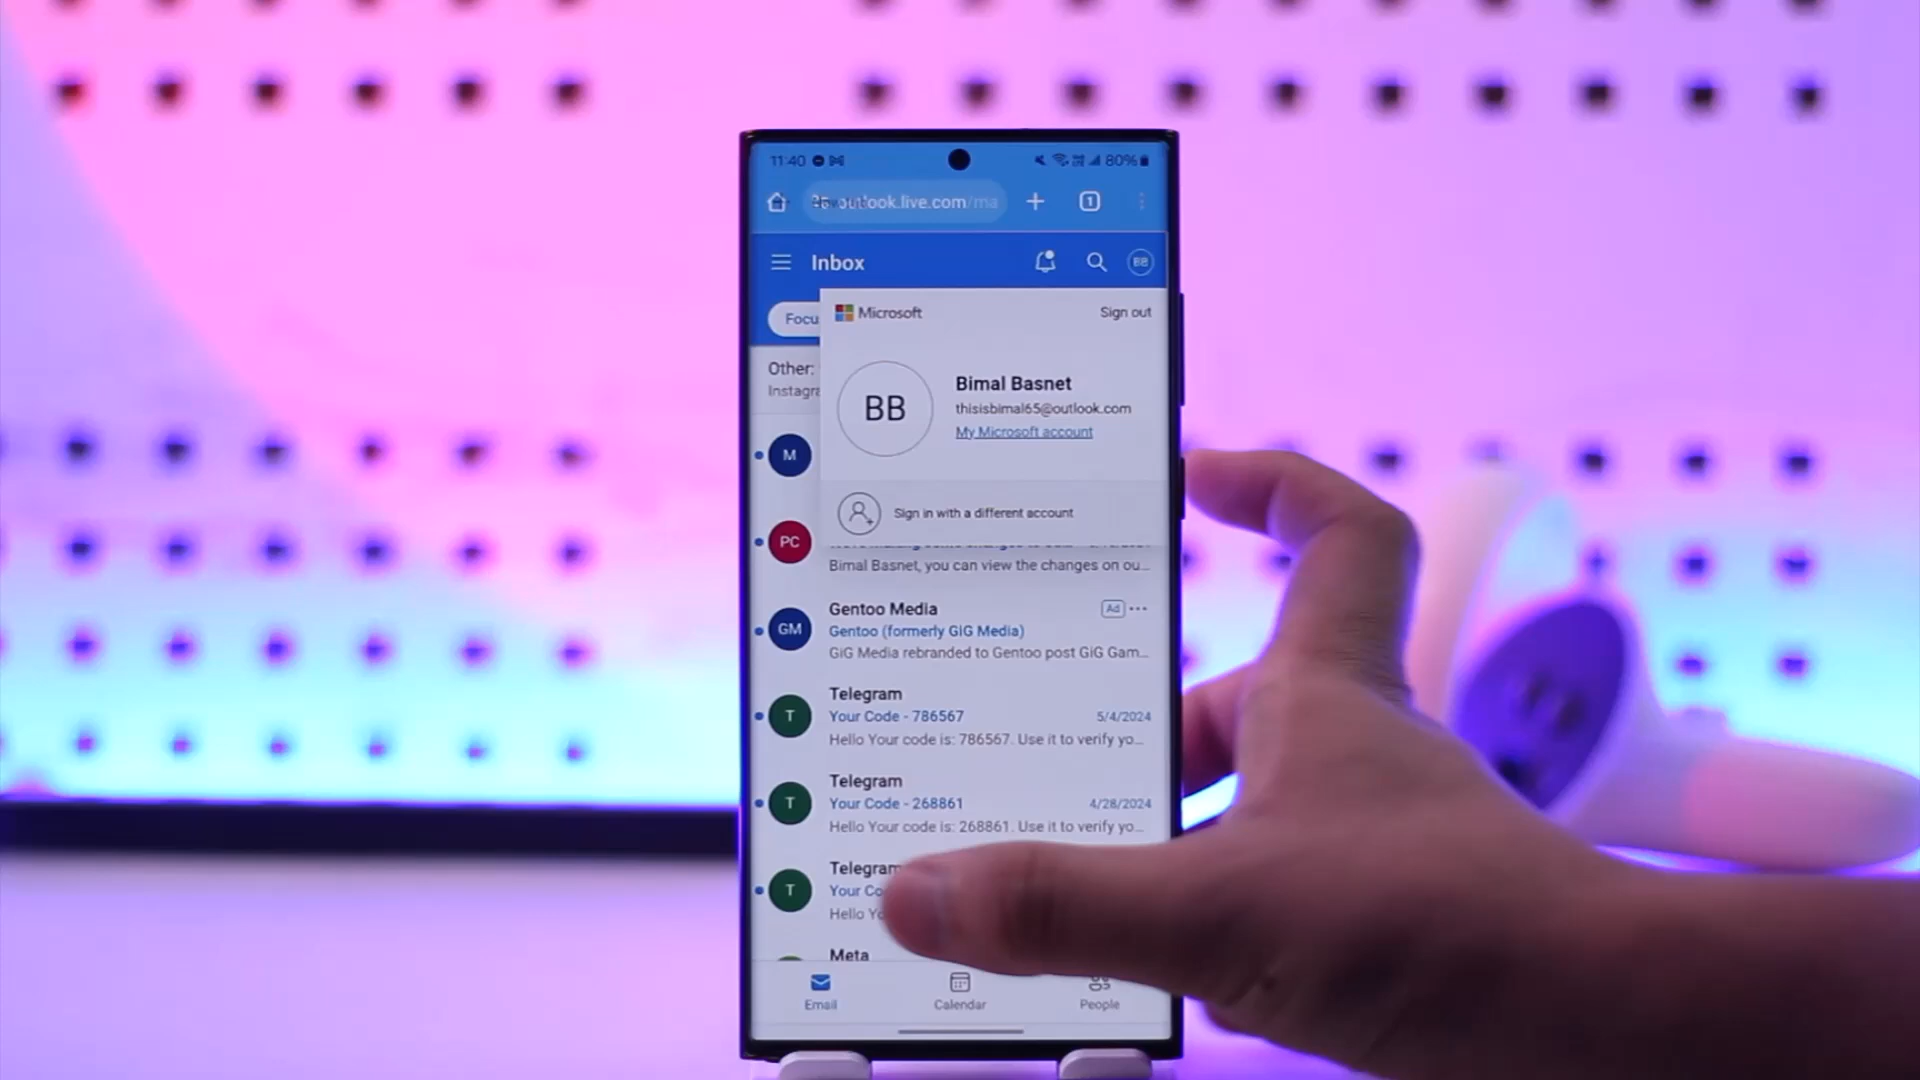 11:40 80%
outlook.live.com/ma 1
Inbox BB
Focu
Microsoft Sign out
Other:
Instagra
BB
Bimal Basnet
thisisbimal65@outlook.com
My Microsoft account
M
Sign in with a different account
PC
Bimal Basnet, you can view the changes on ou...
Gentoo Media Ad
GM
Gentoo (formerly GIG Media)
GiG Media rebranded to Gentoo post GiG Gam...
Telegram
T
Your Code - 786567 5/4/2024
Hello Your code is: 786567. Use it to verify yo...
Telegram
T
Your Code - 268861 4/28/2024
Hello Your code is: 268861. Use it to verify yo...
Telegram
T
Your Co
Hello Yo
Meta
Email Calendar People